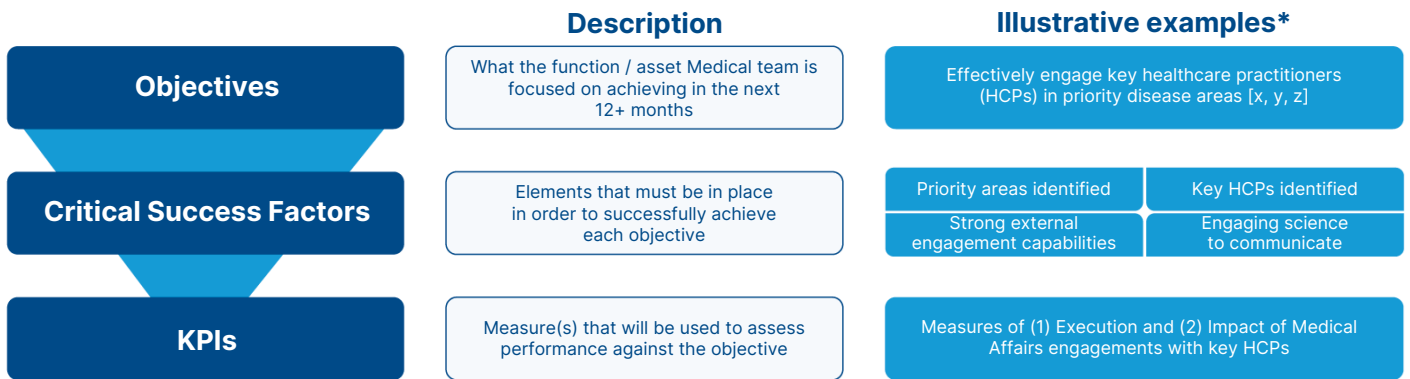 Description
Illustrative examples*
Objectives
What the function / asset Medical team is
focused on achieving in the next
12+ months
Effectively engage key healthcare practitioners
(HCPs) in priority disease areas [x, y, z]
Critical Success Factors
Elements that must be in place
in order to successfully achieve
each objective
Priority areas identified
Key HCPs identified
Strong external
engagement capabilities
Engaging science
to communicate
KPIs
Measure(s) that will be used to assess
performance against the objective
Measures of (1) Execution and (2) Impact of Medical
Affairs engagements with key HCPs